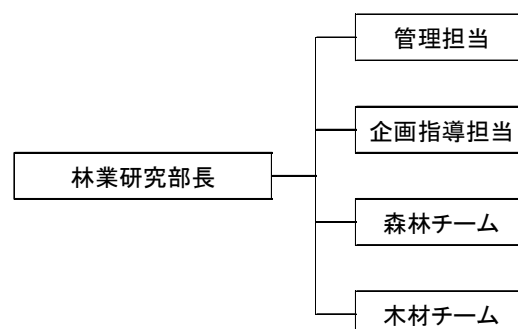 管理担当
企画指導担当
林業研究部長
森林チーム
木材チーム